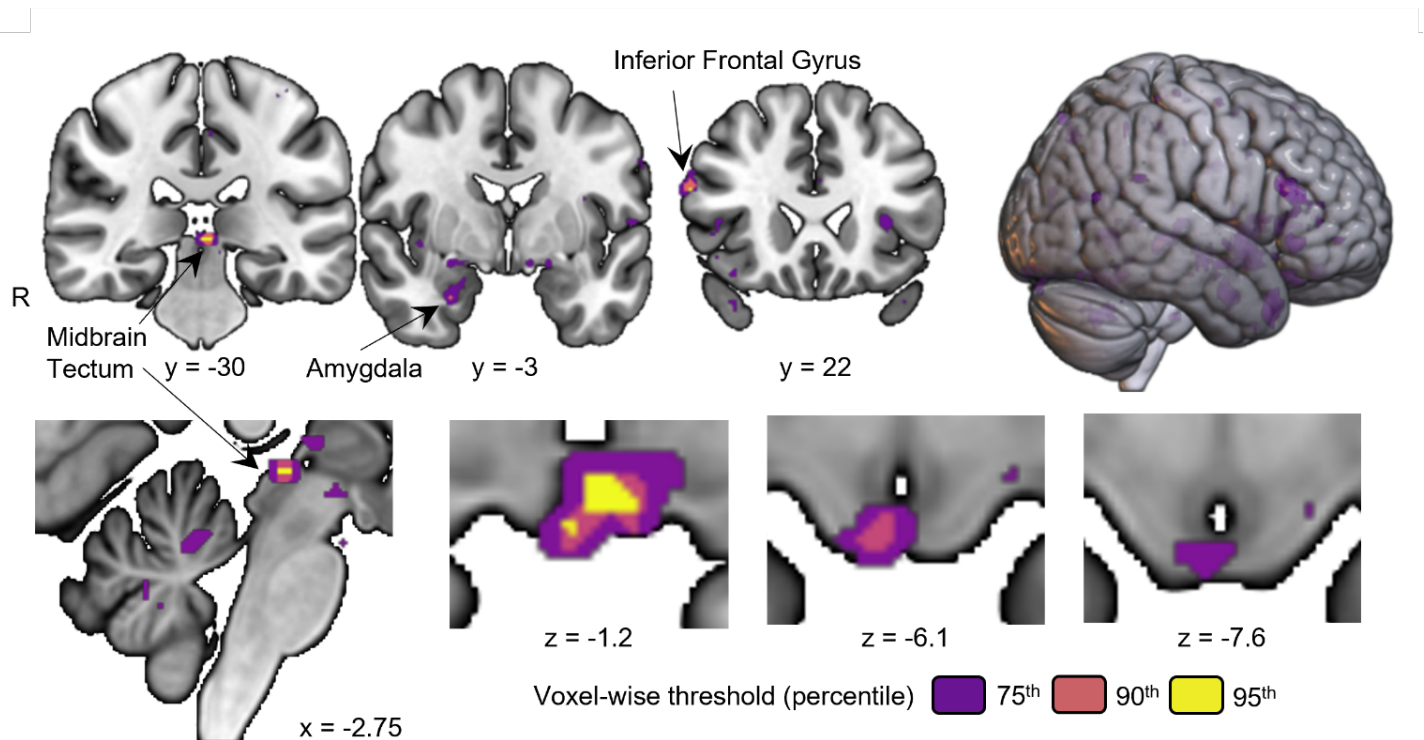 Inferior Frontal Gyrus
R
Midbrain
Tectum
y = -30
Amygdala
y = -3
y = 22
z = -1.2
z = -6.1
z = -7.6
Voxel-wise threshold (percentile) 75th 90th 95th
x = -2.75